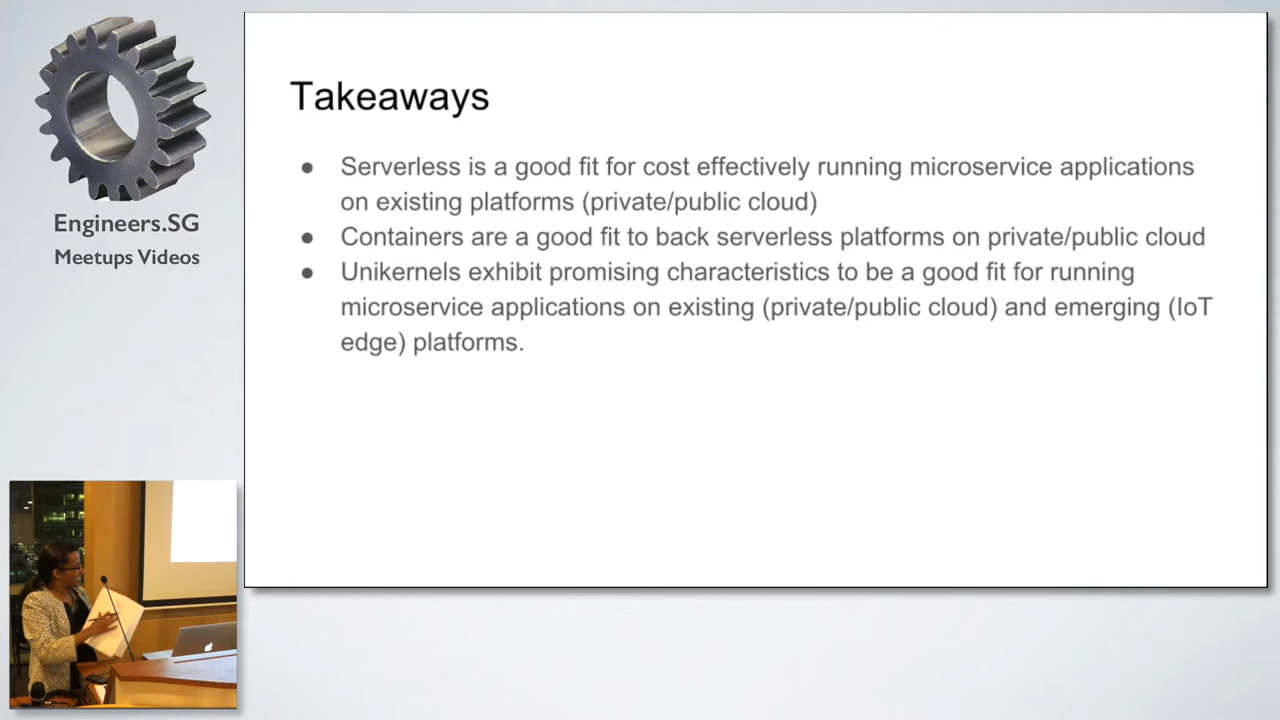 Engineers.SG
Meetups Videos
Takeaways
● Serverless is a good fit for cost effectively running microservice applications
on existing platforms (private/public cloud)
● Containers are a good fit to back serverless platforms on private/public cloud
● Unikernels exhibit promising characteristics to be a good fit for running
microservice applications on existing (private/public cloud) and emerging (IoT
edge) platforms.